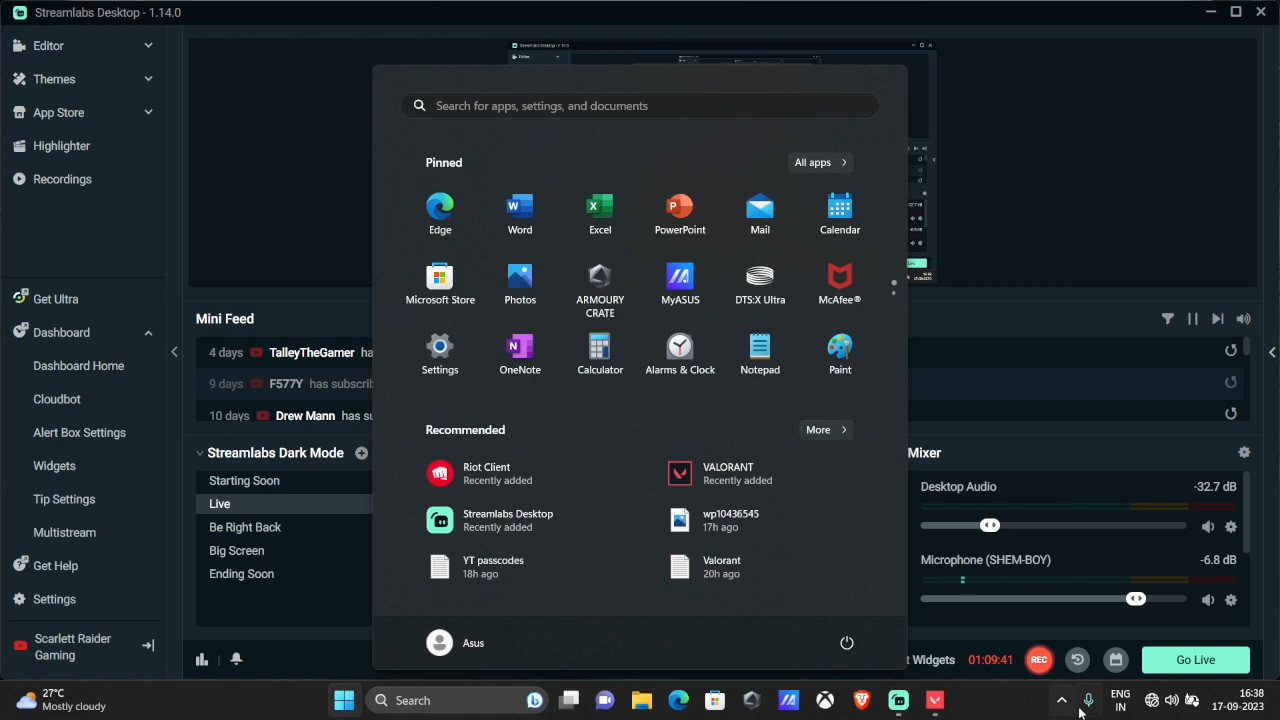 Streamlabs Desktop - 1.14.0
Editor
Themes
App Store
Highlighter
Recordings
Get Ultra
Dashboard
Dashboard Home
Cloudbot
Alert Box Settings
Widgets
Tip Settings
Multistream
Get Help
Settings
Scarlett Raider
Gaming
Streamlabs Desktop - 1.14.0
Editor
Mini Feed
4 days TalleyTheGamer ha
9 days F577Y has subscrib
10 days Drew Mann has su
Streamlabs Dark Mode
Starting Soon
Live
Be Right Back
Big Screen
Ending Soon
Search for apps, settings, and documents
Pinned
All apps
Edge
Word
Excel
PowerPoint
Mail
Calendar
Microsoft Store
Photos
ARMOURY
CRATE
MyASUS
DTS:X Ultra
McAfee®
Settings
OneNote
Calculator
Alarms & Clock
Notepad
Paint
Recommended
More
Riot Client
Recently added
VALORANT
Recently added
Streamlabs Desktop
Recently added
wp10436545
17h ago
YT passcodes
18h ago
Valorant
20h ago
Asus
Mixer
Desktop Audio -32.7 dB
Microphone (SHEM-BOY) -6.8 dB
t Widgets
01:09:41
REC
Go Live
27°C
Mostly cloudy
Search
ENG
IN
16:38
17-09-2023